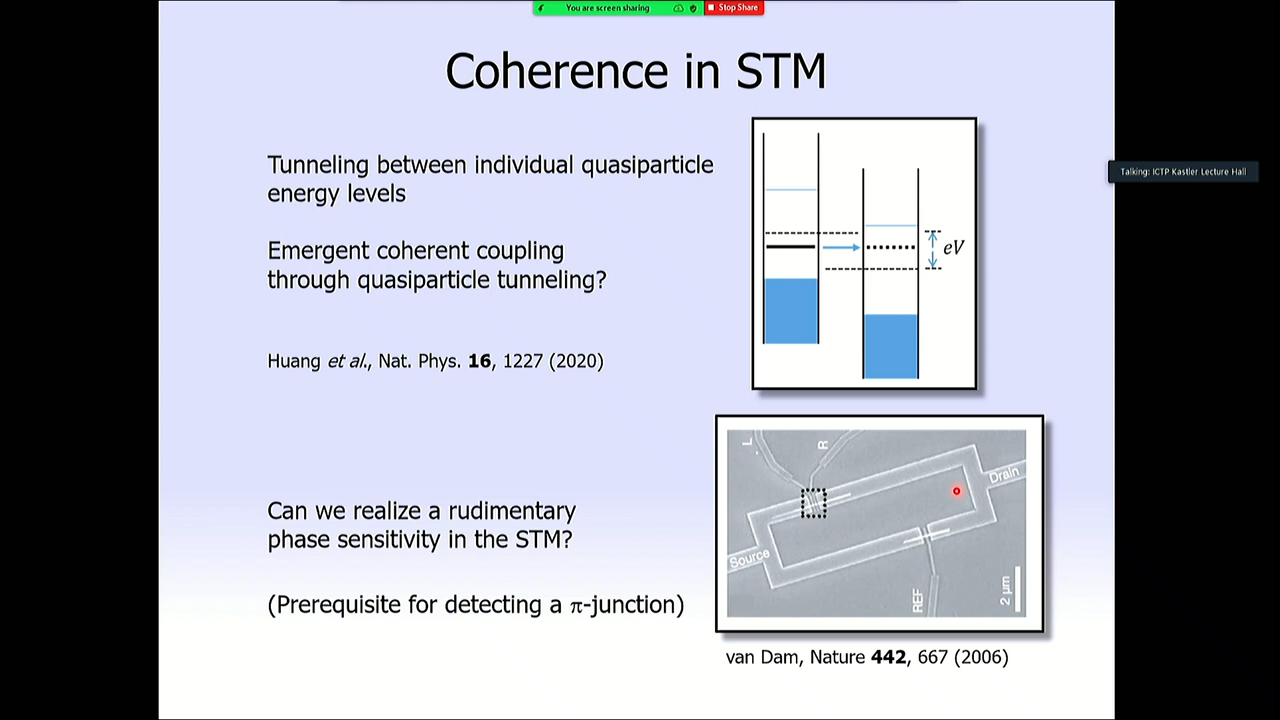 You are screen sharing
Stop Share
Coherence in STM
Talking: ICTP Kastler Lecture Hall
Tunneling between individual quasiparticle
energy levels
Emergent coherent coupling
through quasiparticle tunneling?
Huang et al., Nat. Phys. 16, 1227 (2020)
eV
Can we realize a rudimentary
phase sensitivity in the STM?
(Prerequisite for detecting a π-junction)
L
R
Source
Drain
REF
2 μm
van Dam, Nature 442, 667 (2006)